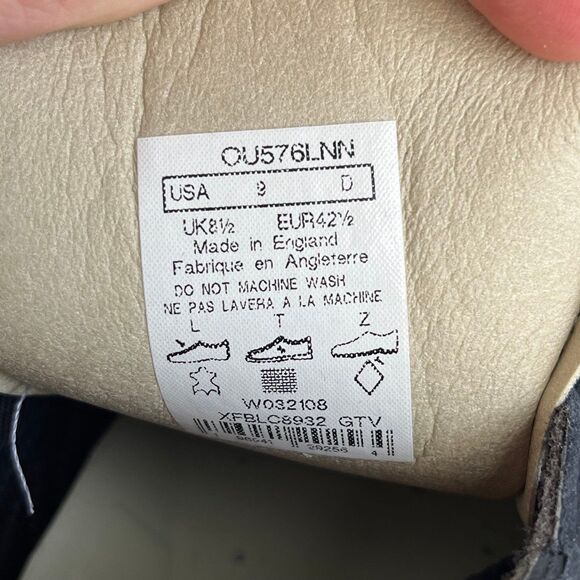 OU576LNN
USA 9 D
UK8½ EUR42½
Made in England
Fabrique en Angleterre
DO NOT MACHINE WASH
NE PAS LAVERA A LA MACHINE
L T Z
W032108
XFBLC8932 GTV
4